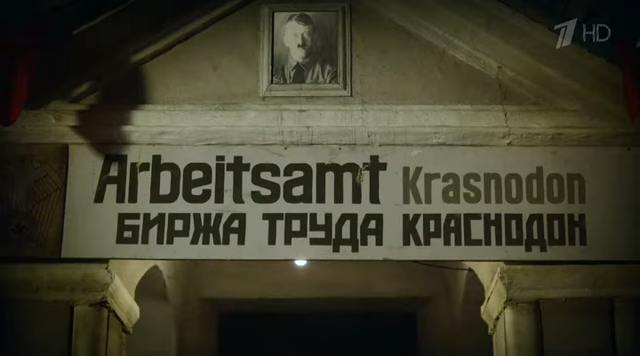 1 HD
Arbeitsamt Krasnodon
БИРЖА ТРУДА КРАСНОДОН